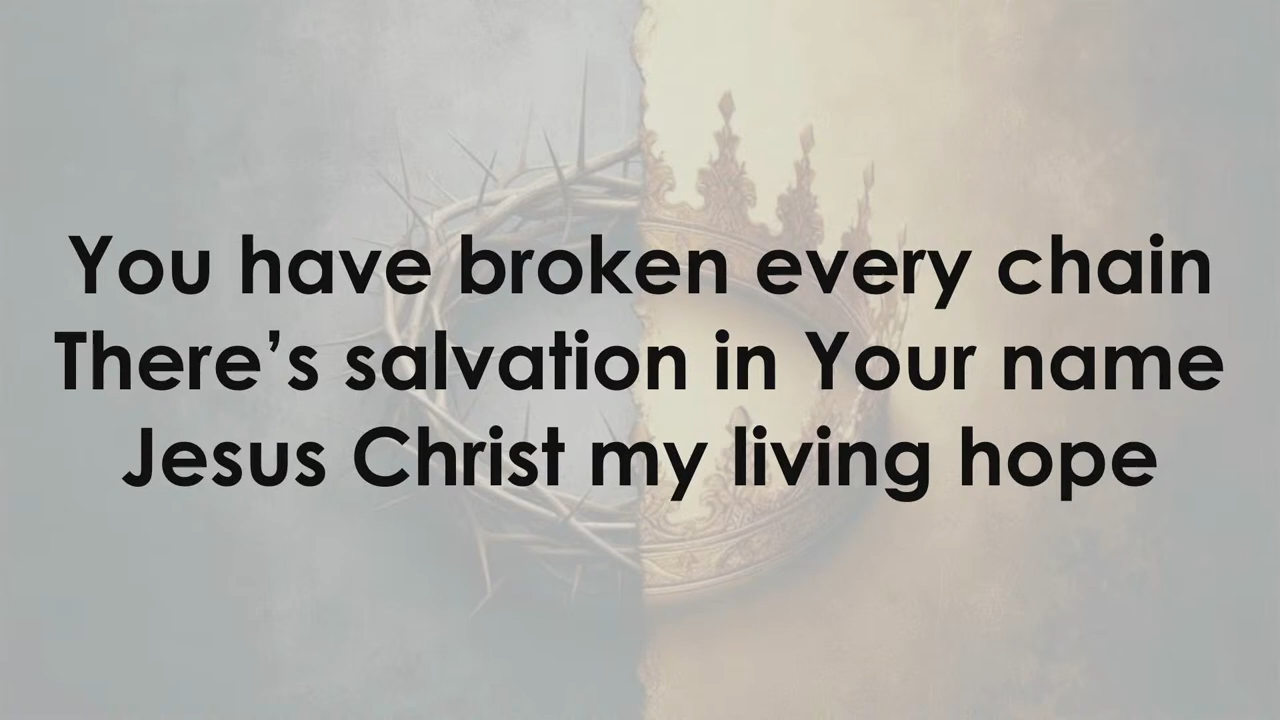 You have broken every chain
There’s salvation in Your name
Jesus Christ my living hope